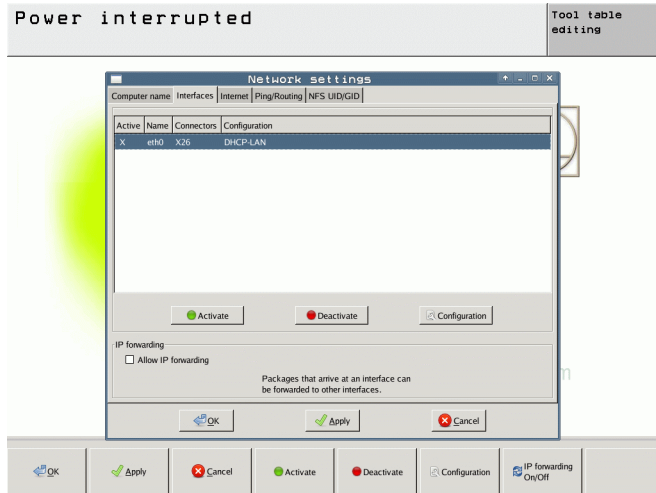 Power interrupted
Tool table
editing
Network settings
Computer name Interfaces Internet Ping/Routing NFS UID/GID
Active Name Connectors Configuration
X eth0 X26 DHCP-LAN
Activate Deactivate Configuration
IP forwarding
Allow IP forwarding
Packages that arrive at an interface can
be forwarded to other interfaces.
m
OK Apply Cancel
OK Apply Cancel Activate Deactivate Configuration IP forwarding
On/Off